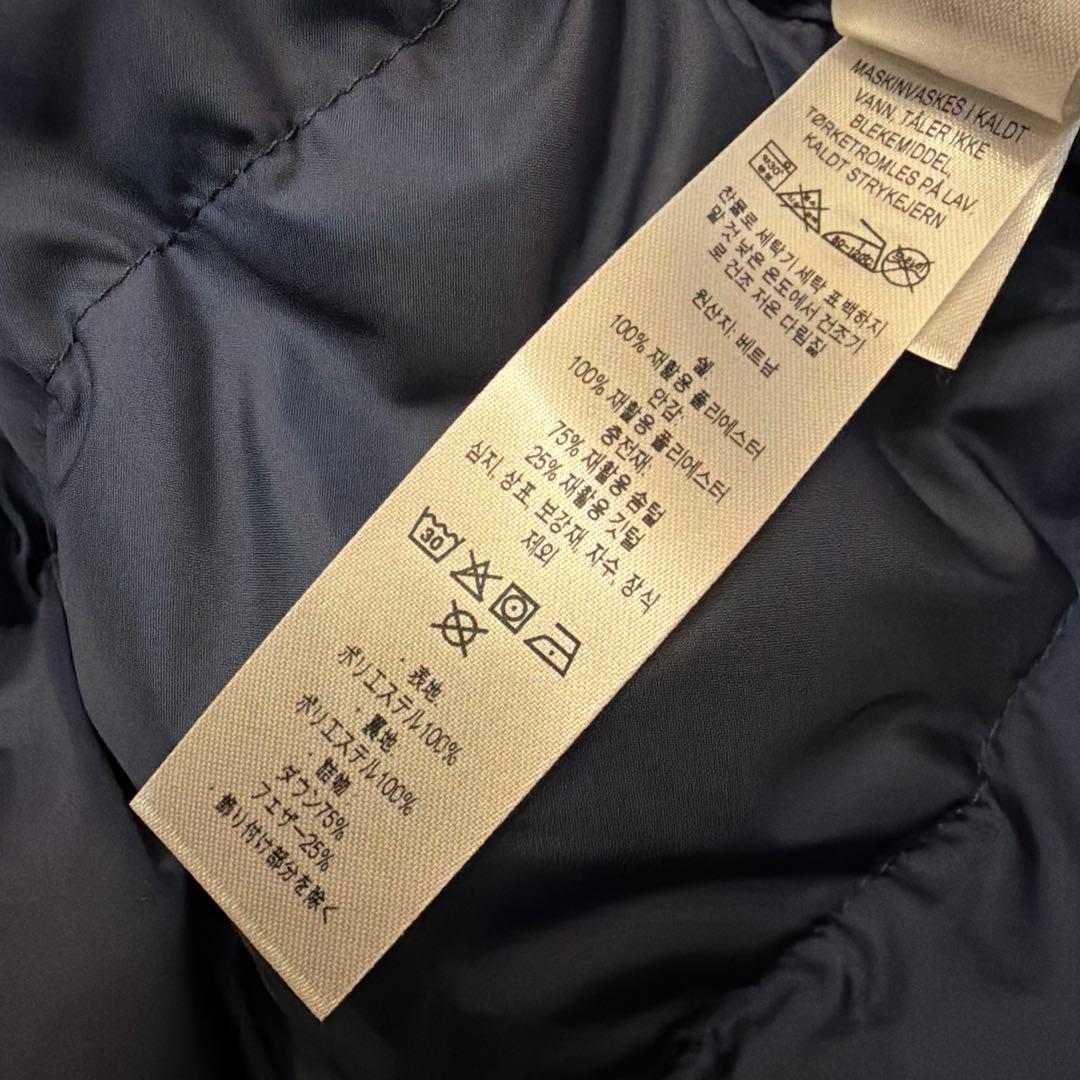 MASKINVASKES I KALDT
VANN, TÅLER IKKE
BLEKEMIDDEL,
TØRKETROMLES PÅ LAV.
KALDT STRYKEJERN
찬물로 세탁기 세탁 표백하지
말 것 낮은 온도에서 건조기
로 건조 저온 다림질
원산지: 베트남
쉘
100% 재활용 폴리에스터
안감
100% 재활용 폴리에스터
충전재:
75% 재활용 솜털
25% 재활용 깃털
심지, 상표, 보강재 자수, 장식
제외
30
・表地
ポリエステル100%
・裏地
ポリエステル100%
・詰物
ダウン75%
フェザー25%
・飾り付け部分を除く